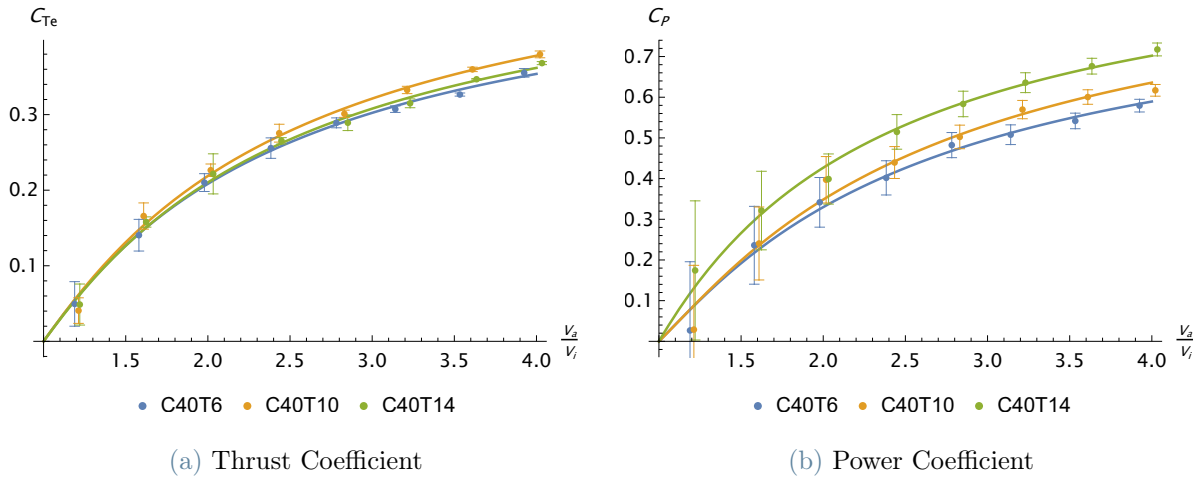 C_Te
0.3
0.2
0.1
1.5 2.0 2.5 3.0 3.5 4.0
V_a
V_i
C40T6 C40T10 C40T14
(a) Thrust Coefficient
C_P
0.7
0.6
0.5
0.4
0.3
0.2
0.1
1.5 2.0 2.5 3.0 3.5 4.0
V_a
V_i
C40T6 C40T10 C40T14
(b) Power Coefficient